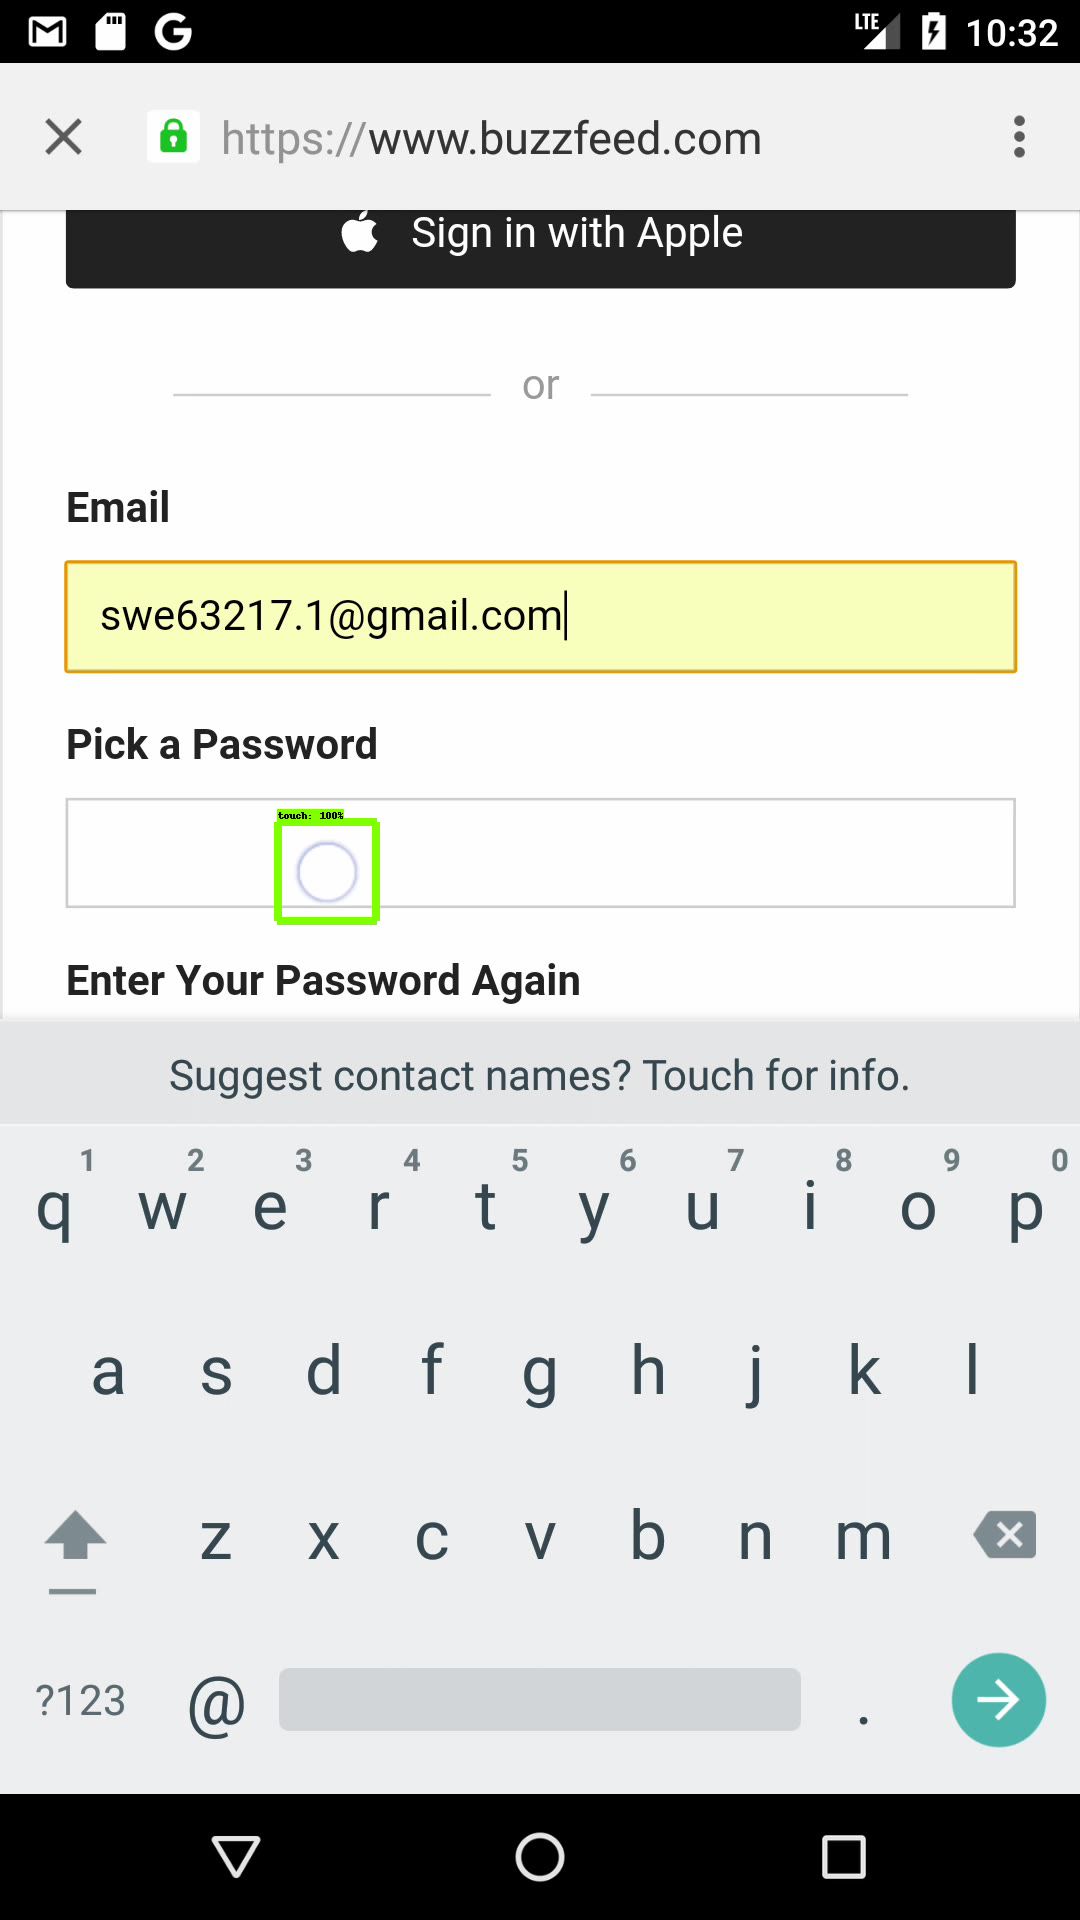 LTE 10:32
https://www.buzzfeed.com
Sign in with Apple
or
Email
swe63217.1@gmail.com
Pick a Password
touch: 100%
Enter Your Password Again
Suggest contact names? Touch for info.
1 2 3 4 5 6 7 8 9 0
q w e r t y u i o p
a s d f g h j k l
z x c v b n m
?123 @ .